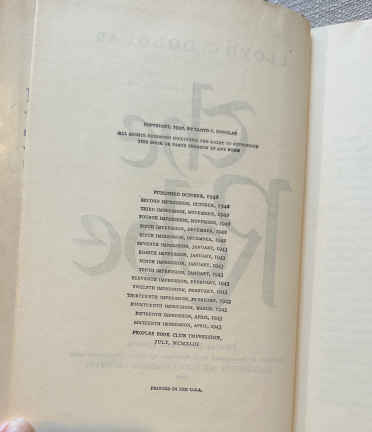 COPYRIGHT, 1942, BY LLOYD C. DOUGLAS
ALL RIGHTS RESERVED INCLUDING THE RIGHT TO REPRODUCE
THIS BOOK OR PARTS THEREOF IN ANY FORM
PUBLISHED OCTOBER, 1942
SECOND IMPRESSION, OCTOBER, 1942
THIRD IMPRESSION, NOVEMBER, 1942
FOURTH IMPRESSION, NOVEMBER, 1942
FIFTH IMPRESSION, DECEMBER, 1942
SIXTH IMPRESSION, DECEMBER, 1942
SEVENTH IMPRESSION, JANUARY, 1943
EIGHTH IMPRESSION, JANUARY, 1943
NINTH IMPRESSION, JANUARY, 1943
TENTH IMPRESSION, JANUARY, 1943
ELEVENTH IMPRESSION, FEBRUARY, 1943
TWELFTH IMPRESSION, FEBRUARY, 1943
THIRTEENTH IMPRESSION, FEBRUARY, 1943
FOURTEENTH IMPRESSION, MARCH, 1943
FIFTEENTH IMPRESSION, APRIL, 1943
SIXTEENTH IMPRESSION, APRIL, 1943
PEOPLES BOOK CLUB IMPRESSION,
JULY, MCMXLIII
PRINTED IN THE U.S.A.